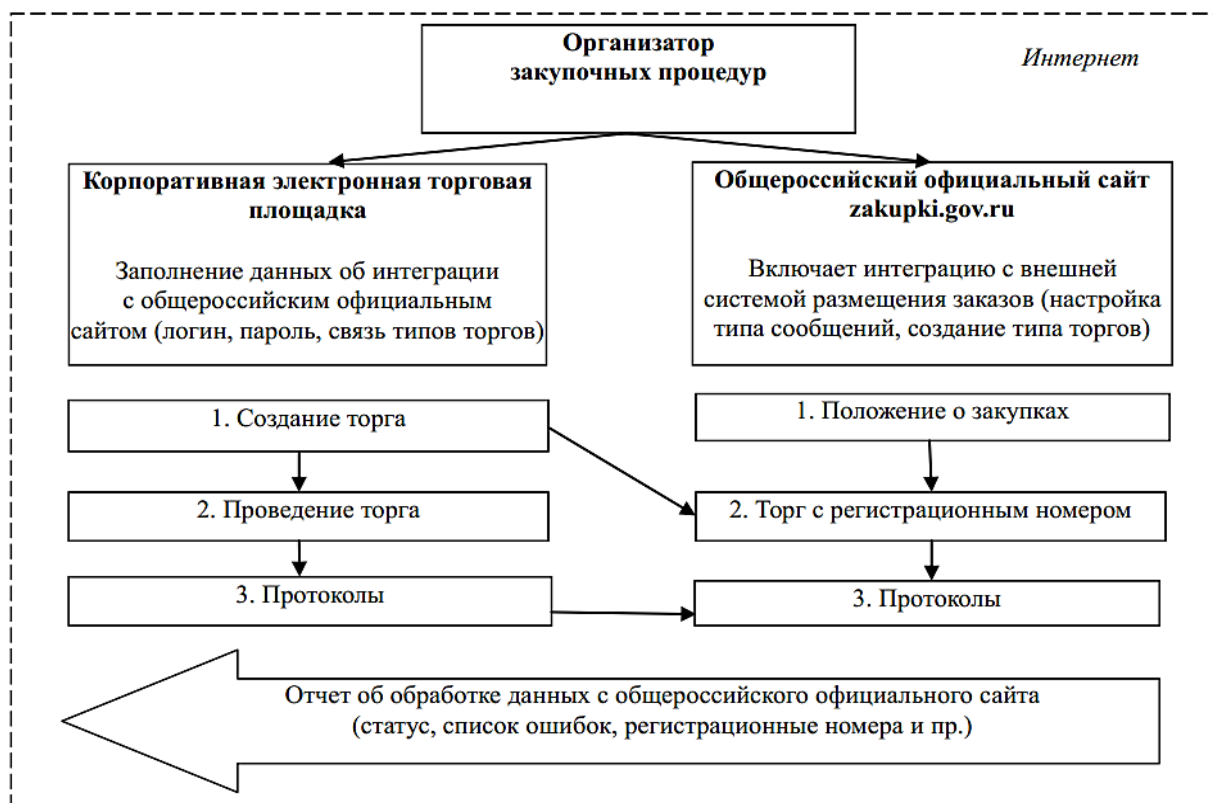 Организатор
закупочных процедур
Интернет
Корпоративная электронная торговая
площадка
Заполнение данных об интеграции
с общероссийским официальным
сайтом (логин, пароль, связь типов торгов)
Общероссийский официальный сайт
zakupki.gov.ru
Включает интеграцию с внешней
системой размещения заказов (настройка
типа сообщений, создание типа торгов)
1. Создание торга
2. Проведение торга
3. Протоколы
1. Положение о закупках
2. Торг с регистрационным номером
3. Протоколы
Отчет об обработке данных с общероссийского официального сайта
(статус, список ошибок, регистрационные номера и пр.)